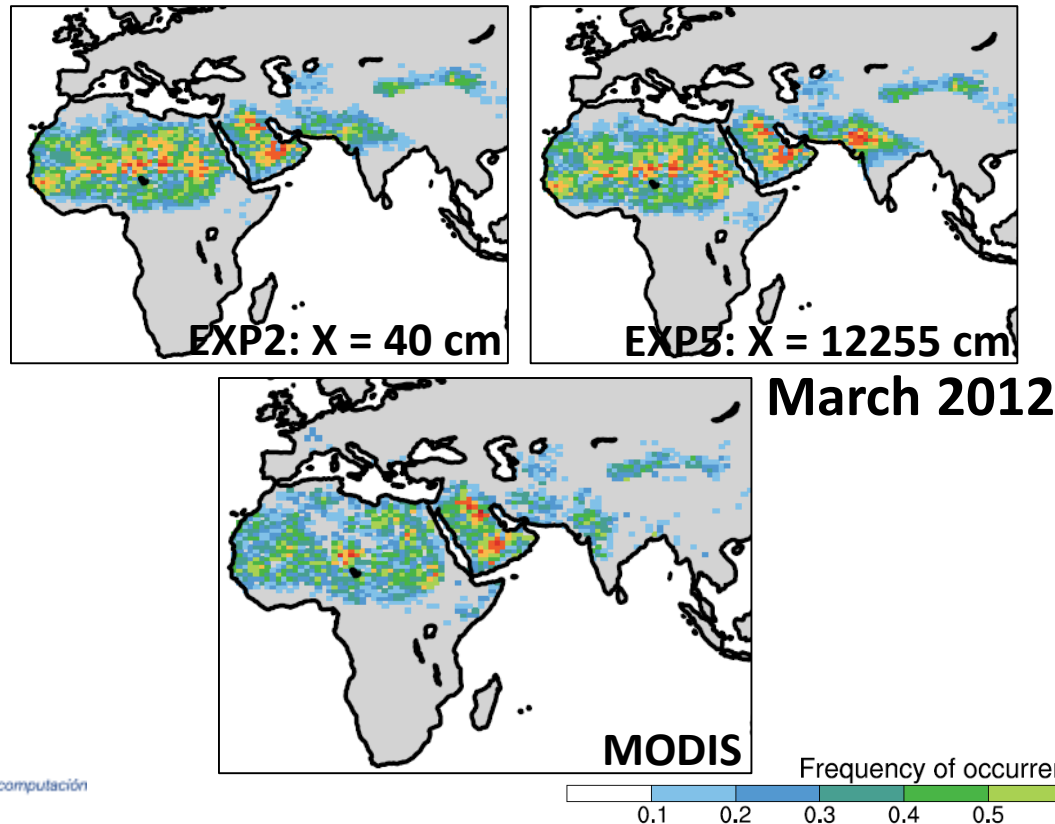 EXP2: X = 40 cm
EXP5: X = 12255 cm
March 2012
MODIS
computación
Frequency of occurren
0.1 0.2 0.3 0.4 0.5